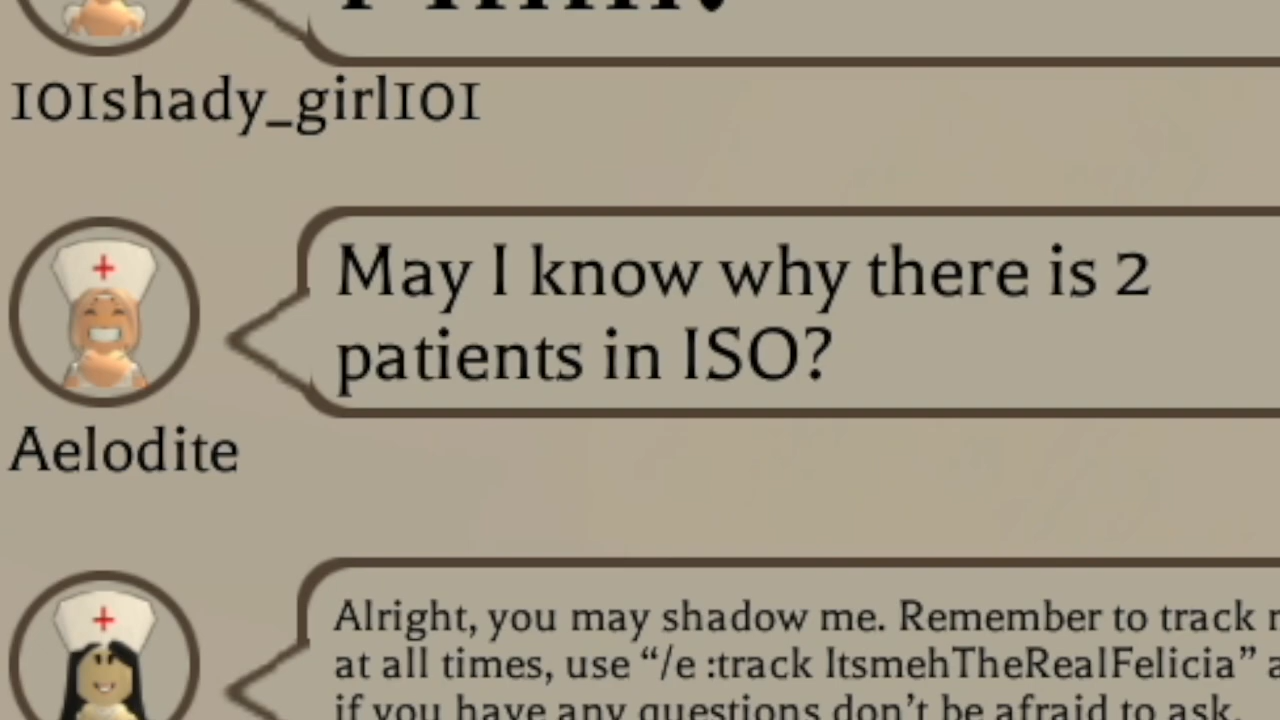 IOIshady_girlIOI
May I know why there is 2
patients in ISO?
Aelodite
Alright, you may shadow me. Remember to track
at all times, use “/e :track ItsmehTheRealFelicia”
if you have any questions don’t be afraid to ask.